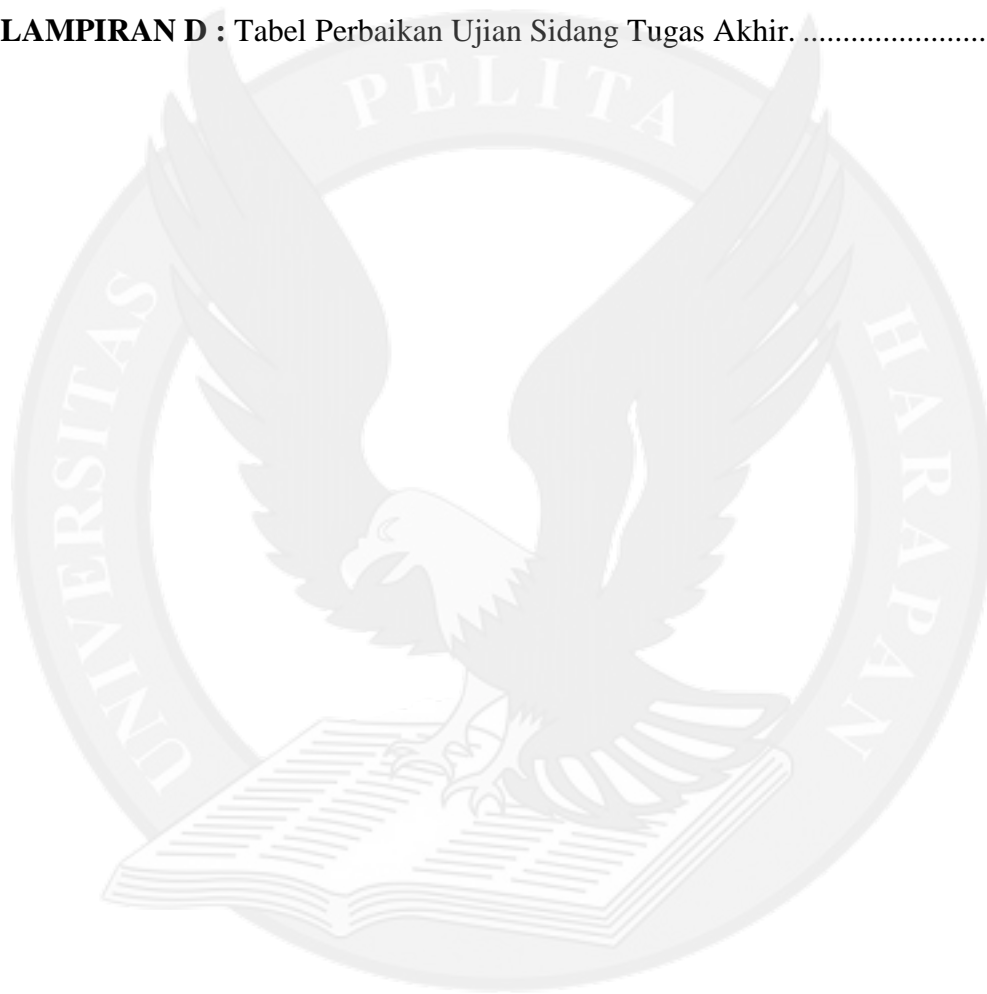 LAMPIRAN D : Tabel Perbaikan Ujian Sidang Tugas Akhir. .......................
UNIVERSITAS PELITA HARAPAN